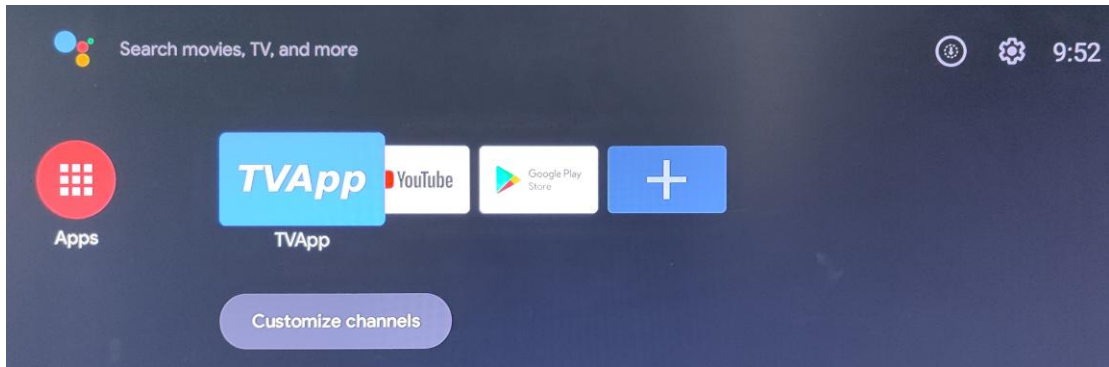 Search movies, TV, and more
9:52
TVApp
YouTube
Google Play
Store
Apps
TVApp
Customize channels